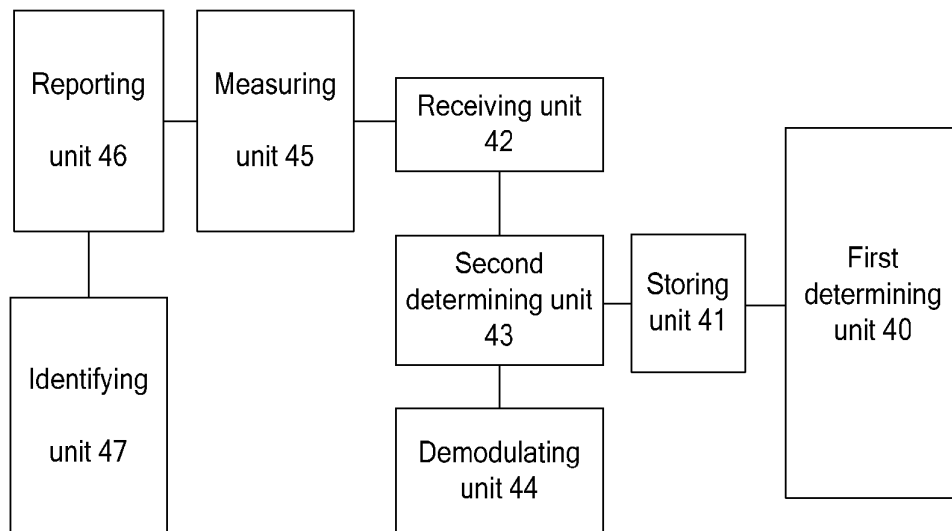 Reporting
unit 46
Measuring
unit 45
Receiving unit
42
Second
determining unit
43
Storing
unit 41
First
determining
unit 40
Identifying
unit 47
Demodulating
unit 44